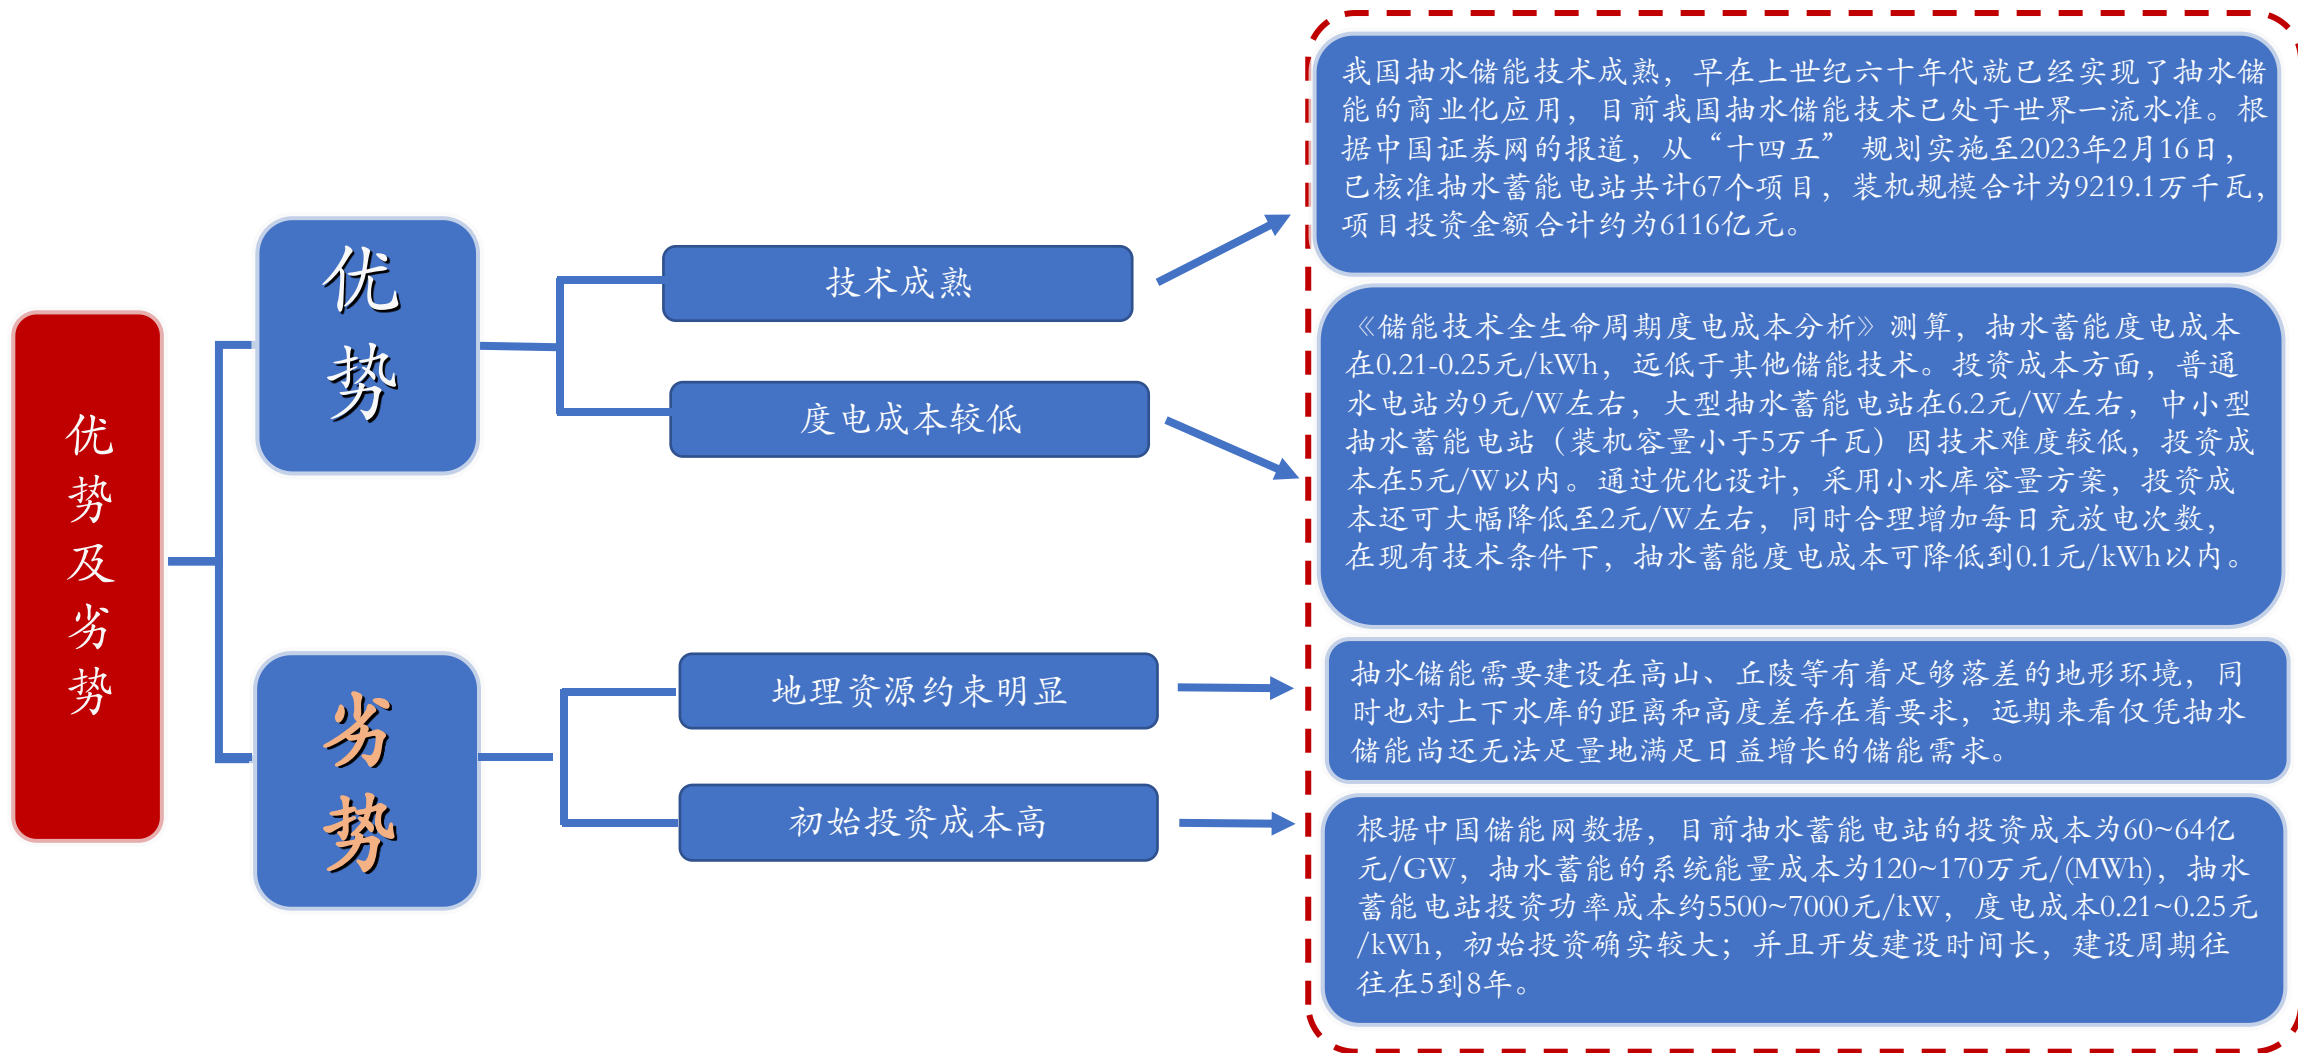 优
势
及
劣
势
优
势
劣
势
技术成熟
度电成本较低
地理资源约束明显
初始投资成本高
我国抽水储能技术成熟，早在上世纪六十年代就已经实现了抽水储
能的商业化应用，目前我国抽水储能技术已处于世界一流水准。根
据中国证券网的报道，从“十四五” 规划实施至2023年2月16日，
已核准抽水蓄能电站共计67个项目，装机规模合计为9219.1万千瓦，
项目投资金额合计约为6116亿元。
《储能技术全生命周期度电成本分析》测算，抽水蓄能度电成本
在0.21-0.25元/kWh，远低于其他储能技术。投资成本方面，普通
水电站为9元/W左右，大型抽水蓄能电站在6.2元/W左右，中小型
抽水蓄能电站（装机容量小于5万千瓦）因技术难度较低，投资成
本在5元/W以内。通过优化设计，采用小水库容量方案，投资成
本还可大幅降低至2元/W左右，同时合理增加每日充放电次数，
在现有技术条件下，抽水蓄能度电成本可降低到0.1元/kWh以内。
抽水储能需要建设在高山、丘陵等有着足够落差的地形环境，同
时也对上下水库的距离和高度差存在着要求，远期来看仅凭抽水
储能尚还无法足量地满足日益增长的储能需求。
根据中国储能网数据，目前抽水蓄能电站的投资成本为60~64亿
元/GW，抽水蓄能的系统能量成本为120~170万元/(MWh)，抽水
蓄能电站投资功率成本约5500~7000元/kW，度电成本0.21~0.25元
/kWh，初始投资确实较大；并且开发建设时间长，建设周期往
往在5到8年。